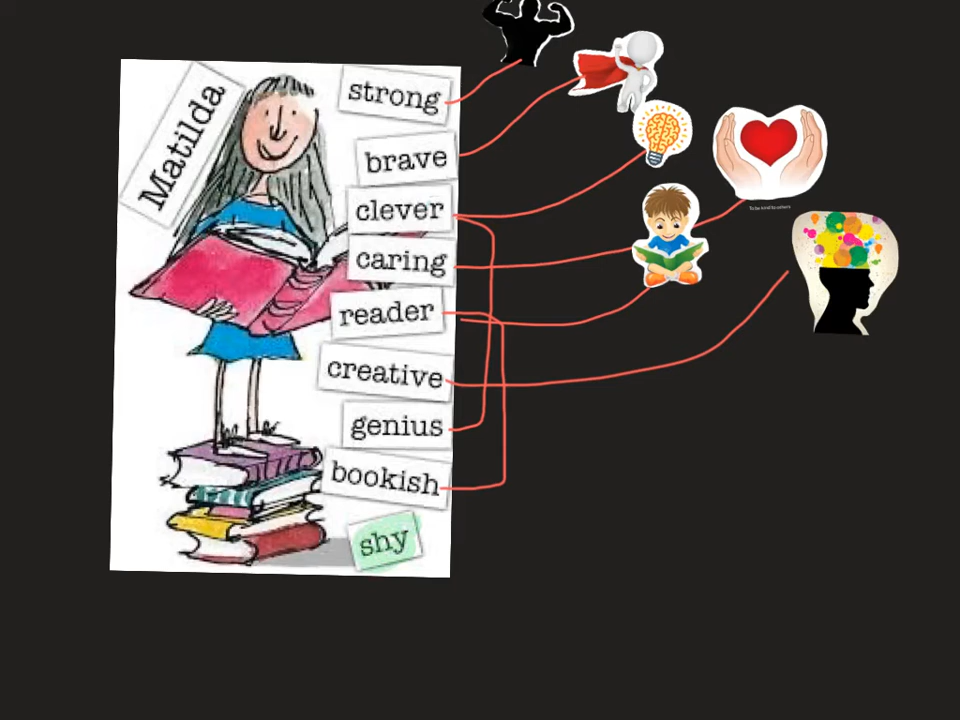 Matilda
strong
brave
clever
caring
reader
creative
genius
bookish
shy